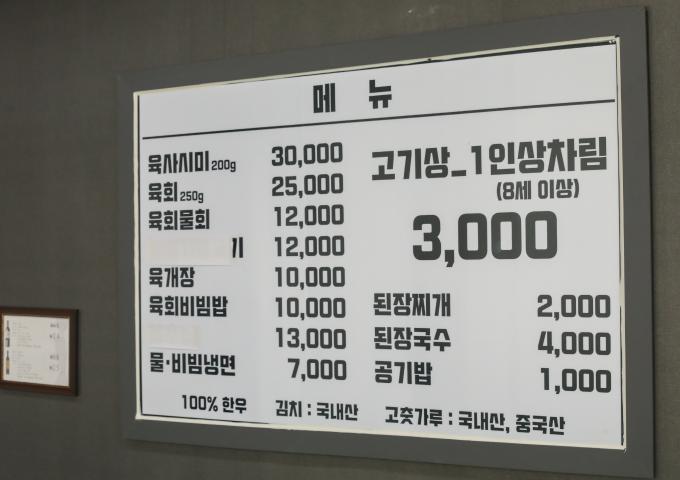 메 뉴
육사시미 200g 30,000
육회 250g 25,000
육회물회 12,000
기 12,000
육개장 10,000
육회비빔밥 10,000
13,000
물·비빔냉면 7,000
고기상_1인상차림
(8세 이상)
3,000
된장찌개 2,000
된장국수 4,000
공기밥 1,000
100% 한우 김치 : 국내산 고춧가루 : 국내산, 중국산